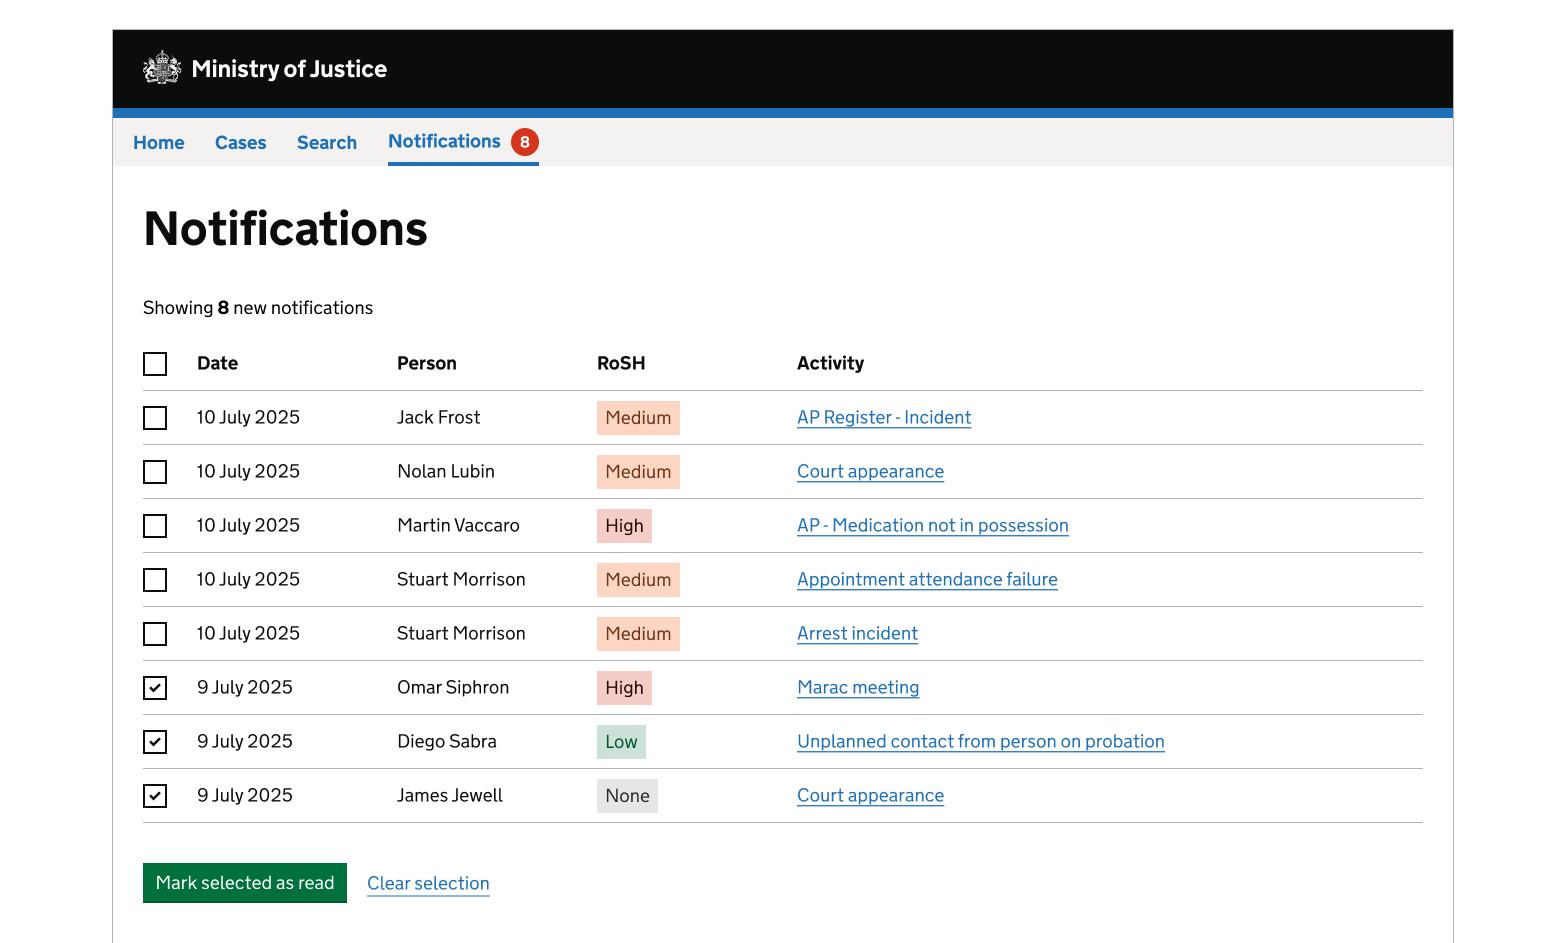 Ministry of Justice
Home Cases Search Notifications 8
Notifications
Showing 8 new notifications
Date Person RoSH Activity
10 July 2025 Jack Frost Medium AP Register - Incident
10 July 2025 Nolan Lubin Medium Court appearance
10 July 2025 Martin Vaccaro High AP - Medication not in possession
10 July 2025 Stuart Morrison Medium Appointment attendance failure
10 July 2025 Stuart Morrison Medium Arrest incident
9 July 2025 Omar Siphron High Marac meeting
9 July 2025 Diego Sabra Low Unplanned contact from person on probation
9 July 2025 James Jewell None Court appearance
Mark selected as read Clear selection